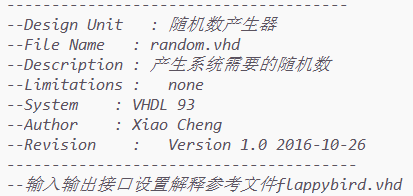 --------------------------------------
--Design Unit   : 随机数产生器
--File Name   : random.vhd
--Description : 产生系统需要的随机数
--Limitations :   none
--System    : VHDL 93
--Author    : Xiao Cheng
--Revision    :   Version 1.0 2016-10-26
---------------------------------------
--输入输出接口设置解释参考文件flappybird.vhd